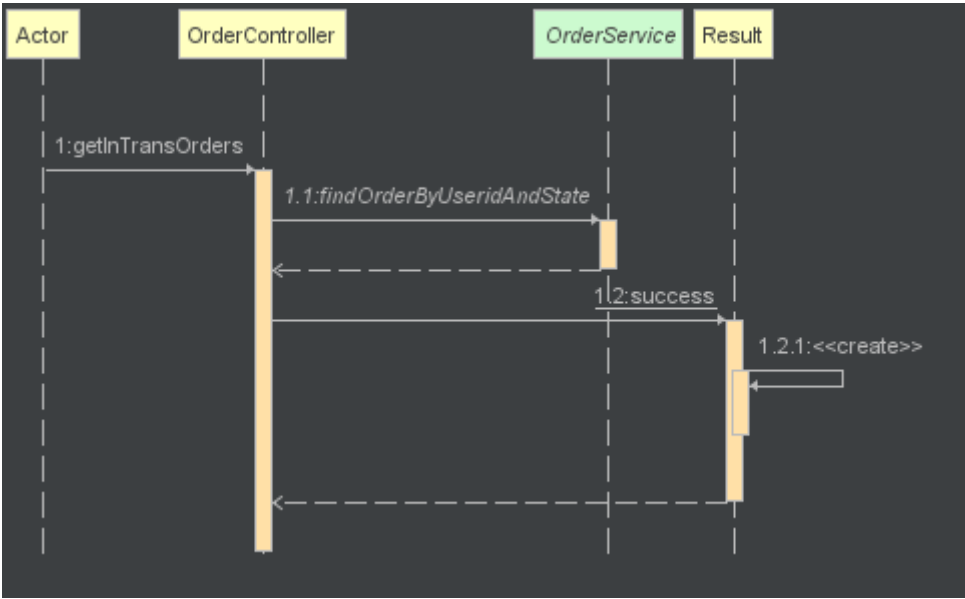 Actor
OrderController
OrderService
Result
1:getInTransOrders
1.1:findOrderByUseridAndState
1.2:success
1.2.1:<<create>>